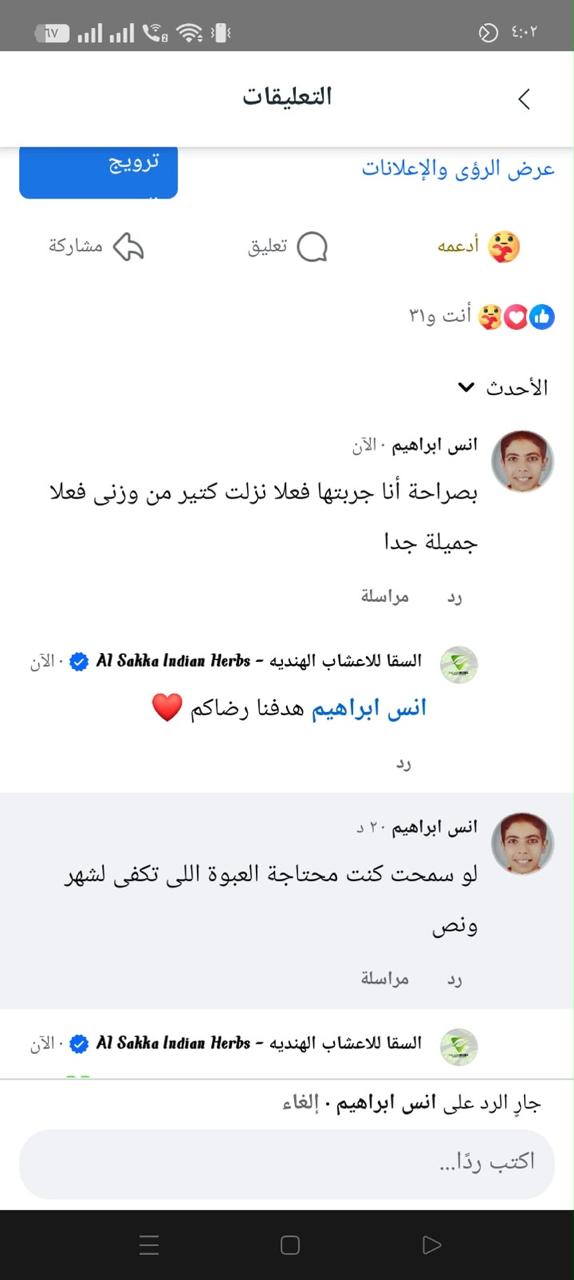 ٦٧
2
٤:٠٢
التعليقات
عرض الرؤى والإعلانات
ترويج
أدعمه
تعليق
مشاركة
أنت و٣١
الأحدث
انس ابراهيم · الآن
بصراحة أنا جربتها فعلا نزلت كتير من وزنى فعلا
جميلة جدا
رد
مراسلة
السقا للاعشاب الهنديه - Al Sakka Indian Herbs · الآن
انس ابراهيم هدفنا رضاكم ❤️
رد
انس ابراهيم · ٢٠ د
لو سمحت كنت محتاجة العبوة اللى تكفى لشهر
ونص
رد
مراسلة
السقا للاعشاب الهنديه - Al Sakka Indian Herbs · الآن
جارٍ الرد على انس ابراهيم · إلغاء
اكتب ردًا...